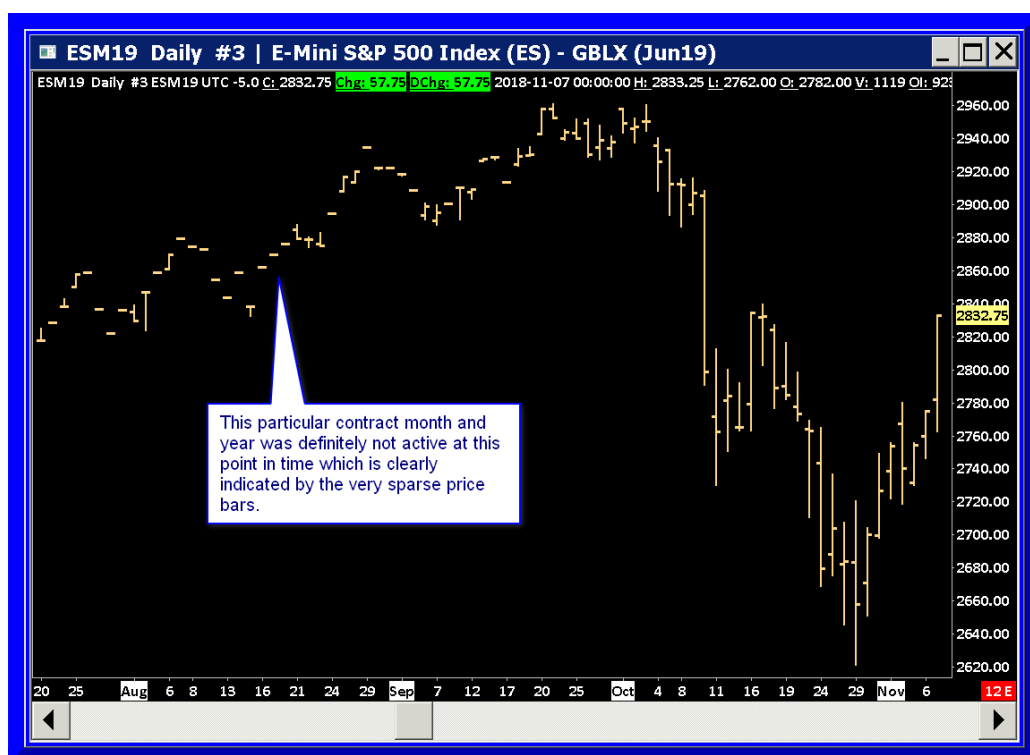 ESM19 Daily #3 | E-Mini S&P 500 Index (ES) - GBLX (Jun19)
ESM19 Daily #3 ESM19 UTC -5.0 C: 2832.75 Chg: 57.75 DChg: 57.75 2018-11-07 00:00:00 H: 2833.25 L: 2762.00 O: 2782.00 V: 1119 OI: 923
2960.00
2940.00
2920.00
2900.00
2880.00
2860.00
2840.00
2832.75
2820.00
2800.00
2780.00
2760.00
2740.00
2720.00
2700.00
2680.00
2660.00
2640.00
2620.00
This particular contract month and
year was definitely not active at this
point in time which is clearly
indicated by the very sparse price
bars.
20 25 Aug 6 8 13 16 21 24 29 Sep 7 12 17 20 25 Oct 4 8 11 16 19 24 29 Nov 6 12 E